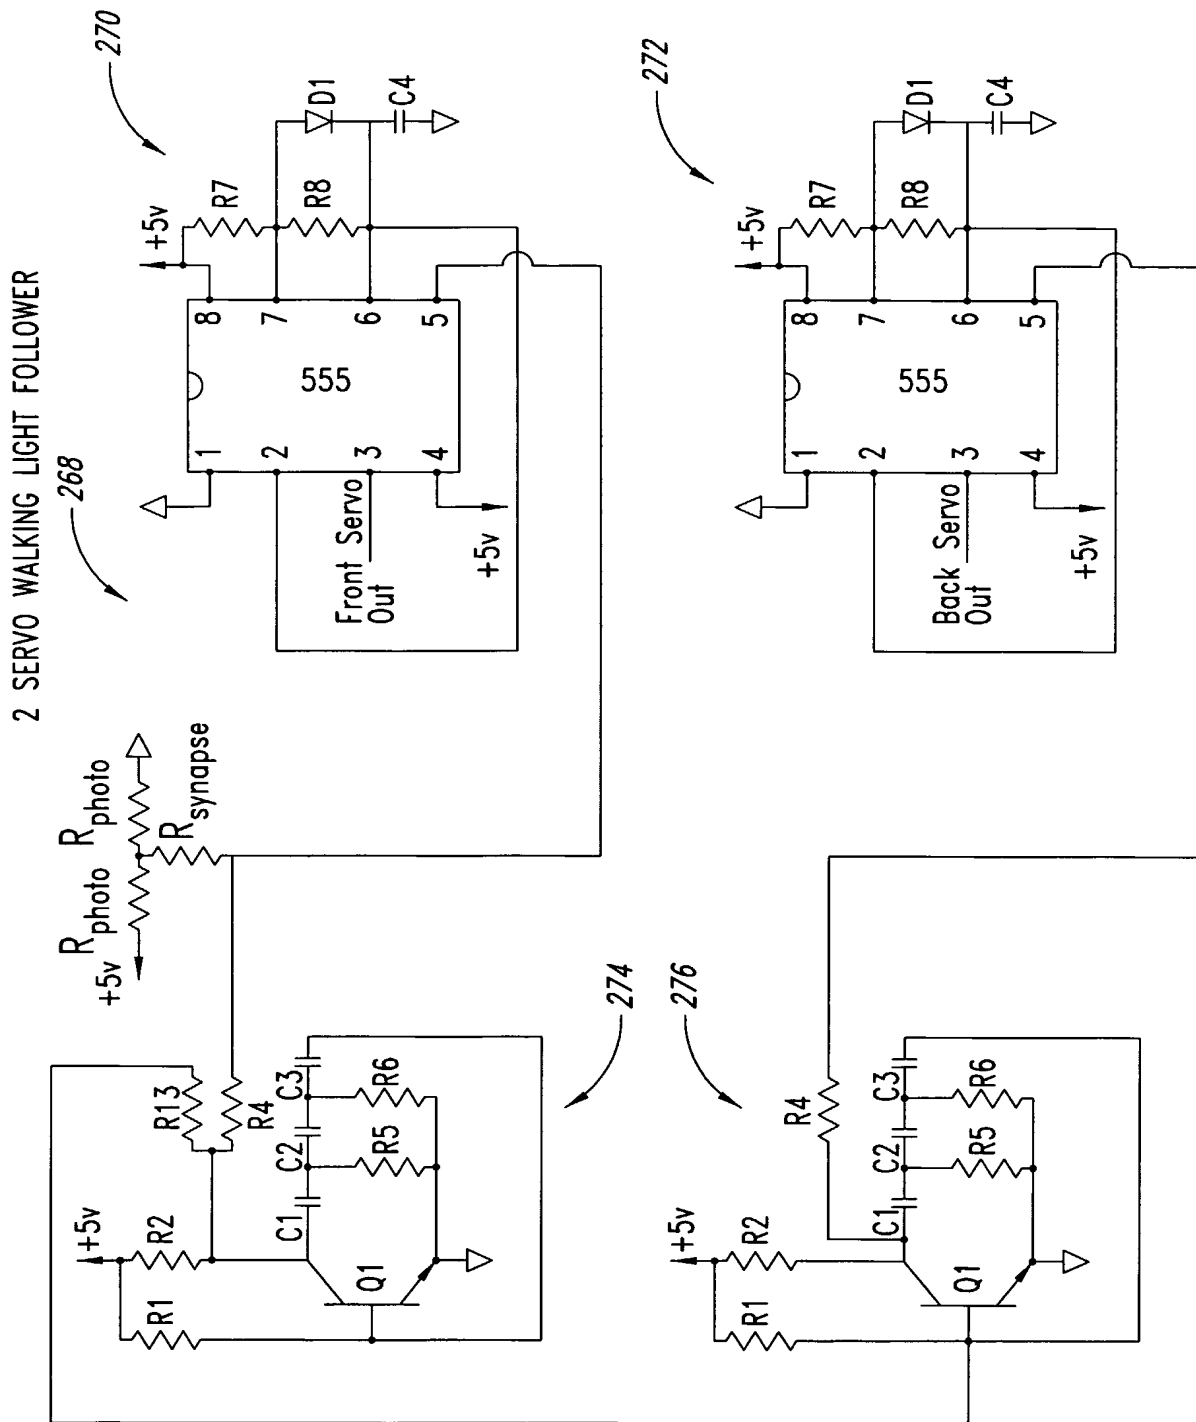 2 SERVO WALKING LIGHT FOLLOWER
268
270
+5v
R7
R8
D1
C4
1
2
3
4
555
8
7
6
5
Front Servo
Out
+5v
272
+5v
R7
R8
D1
C4
1
2
3
4
555
8
7
6
5
Back Servo
Out
+5v
+5v
Rphoto
Rphoto
Rsynapse
274
+5v
R1
R2
R13
R4
C1
C2
C3
R5
R6
Q1
276
+5v
R1
R2
R4
C1
C2
C3
R5
R6
Q1